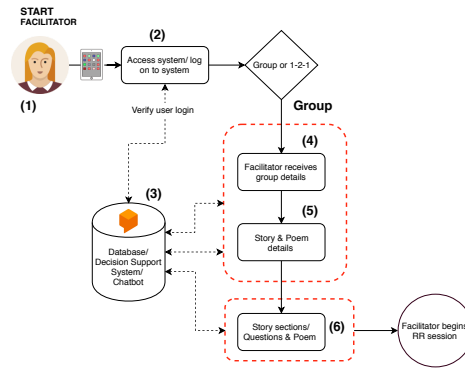 START
FACILITATOR
(1)
(2)
Access system/ log
on to system
Group or 1-2-1
Verify user login
Group
(3)
Database/
Decision Support
System/
Chatbot
(4)
Facilitator receives
group details
(5)
Story & Poem
details
Story sections/
Questions & Poem
(6)
Facilitator begins
RR session